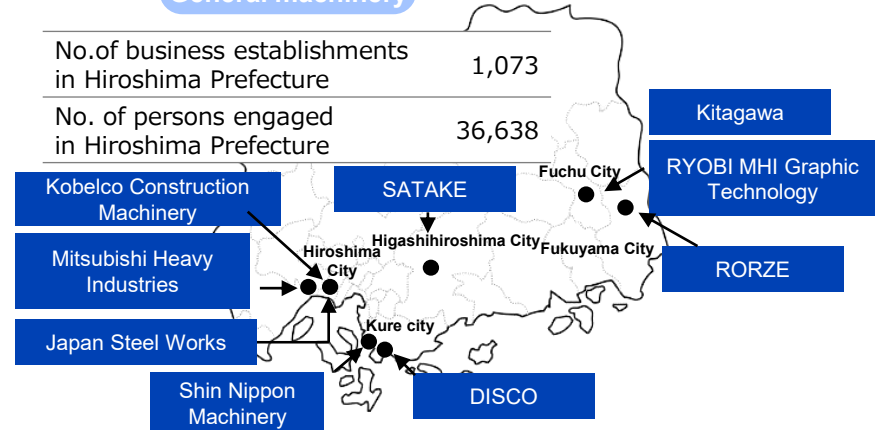 General Machinery
No.of business establishments
in Hiroshima Prefecture
1,073
No. of persons engaged
in Hiroshima Prefecture
36,638
Kitagawa
RYOBI MHI Graphic
Technology
Fuchu City
Kobelco Construction
Machinery
SATAKE
Higashihiroshima City
Fukuyama City
Hiroshima
City
Mitsubishi Heavy
Industries
RORZE
Japan Steel Works
Kure city
Shin Nippon
Machinery
DISCO